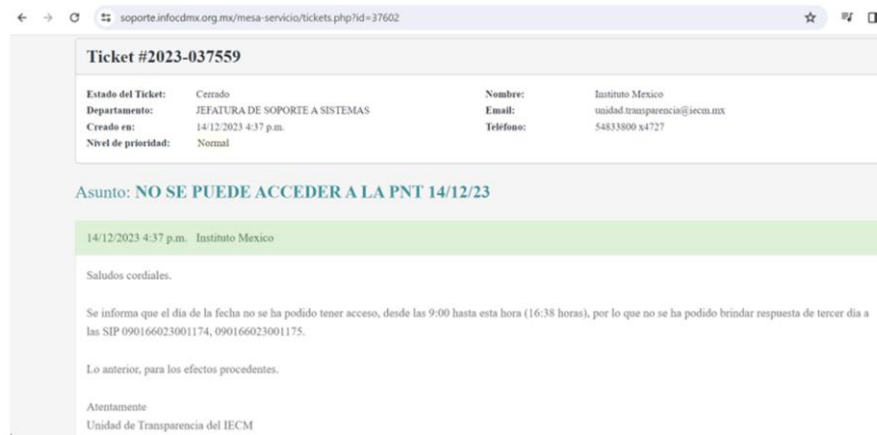 soporte.infocdmx.org.mx/mesa-servicio/tickets.php?id=37602
Ticket #2023-037559
Estado del Ticket: Cerrado Nombre: Instituto Mexico
Departamento: JEFATURA DE SOPORTE A SISTEMAS Email: unidad.transparencia@iecm.mx
Creado en: 14/12/2023 4:37 p.m. Teléfono: 54833800 x4727
Nivel de prioridad: Normal
Asunto: NO SE PUEDE ACCEDER A LA PNT 14/12/23
14/12/2023 4:37 p.m. Instituto Mexico
Saludos cordiales.
Se informa que el día de la fecha no se ha podido tener acceso, desde las 9:00 hasta esta hora (16:38 horas), por lo que no se ha podido brindar respuesta de tercer día a
las SIP 090166023001174, 090166023001175.
Lo anterior, para los efectos procedentes.
Atentamente
Unidad de Transparencia del IECM